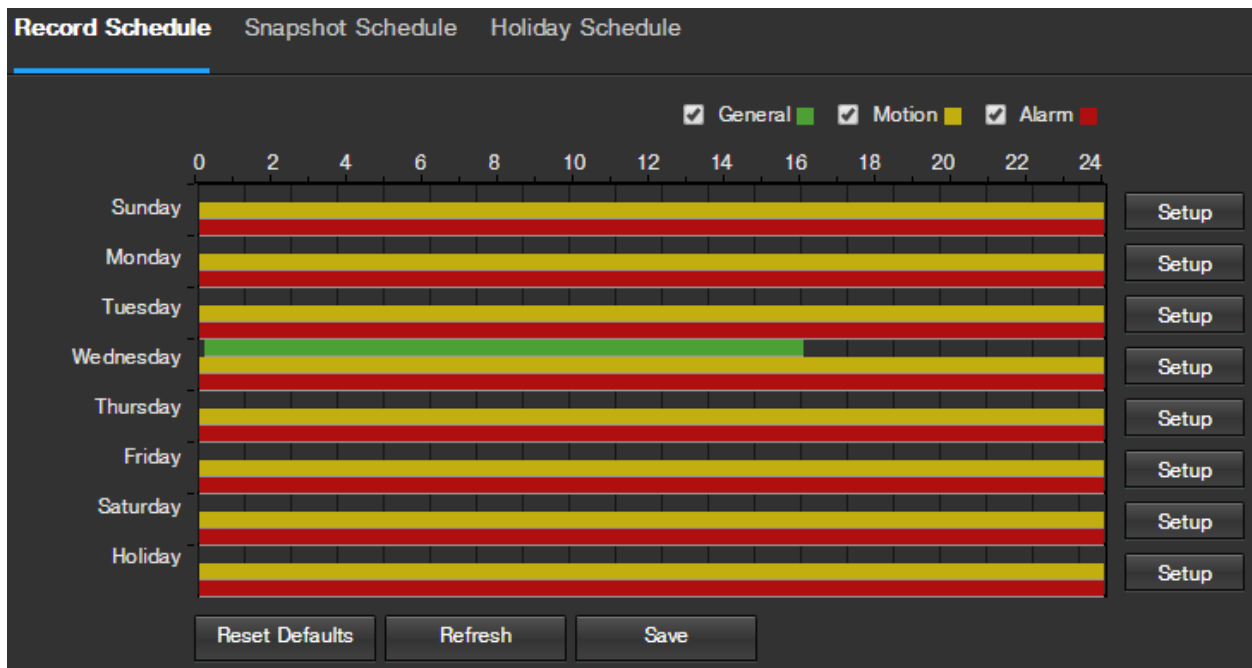 Record Schedule Snapshot Schedule Holiday Schedule
General Motion Alarm
0 2 4 6 8 10 12 14 16 18 20 22 24
Sunday Setup
Monday Setup
Tuesday Setup
Wednesday Setup
Thursday Setup
Friday Setup
Saturday Setup
Holiday Setup
Reset Defaults Refresh Save